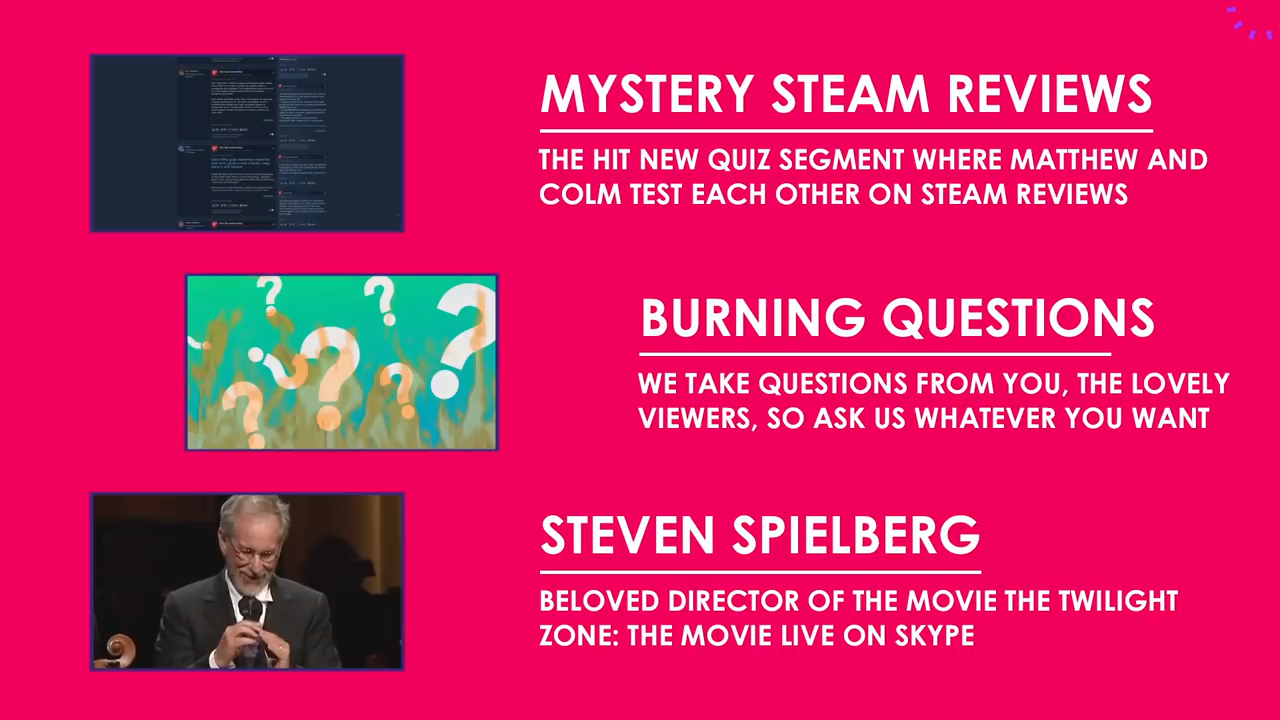 MYSTERY STEAM REVIEWS
THE HIT NEW QUIZ SEGMENT WHERE MATTHEW AND
COLM TEST EACH OTHER ON STEAM REVIEWS
BURNING QUESTIONS
WE TAKE QUESTIONS FROM YOU, THE LOVELY
VIEWERS, SO ASK US WHATEVER YOU WANT
STEVEN SPIELBERG
BELOVED DIRECTOR OF THE MOVIE THE TWILIGHT
ZONE: THE MOVIE LIVE ON SKYPE